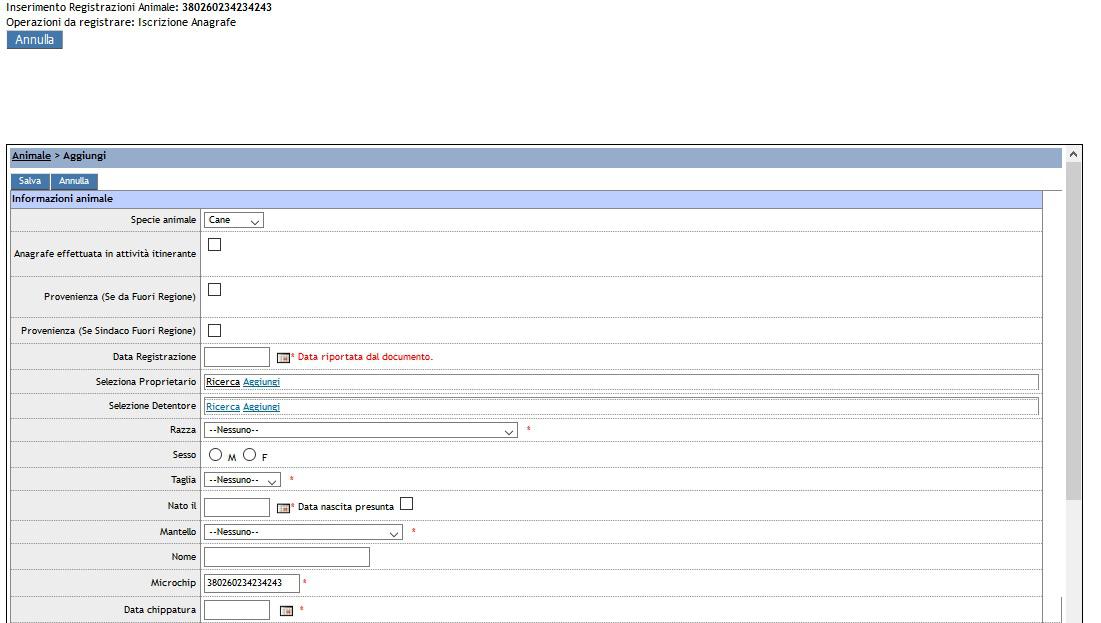 Inserimento Registrazioni Animale: 380260234234243
Operazioni da registrare: Iscrizione Anagrafe
Annulla
Animale > Aggiungi
Salva Annulla
Informazioni animale
Specie animale Cane
Anagrafe effettuata in attività itinerante
Provenienza (Se da Fuori Regione)
Provenienza (Se Sindaco Fuori Regione)
Data Registrazione * Data riportata dal documento.
Seleziona Proprietario Ricerca Aggiungi
Selezione Detentore Ricerca Aggiungi
Razza --Nessuno-- *
Sesso M F
Taglia --Nessuno-- *
Nato il * Data nascita presunta
Mantello --Nessuno-- *
Nome
Microchip 380260234234243 *
Data chippatura *